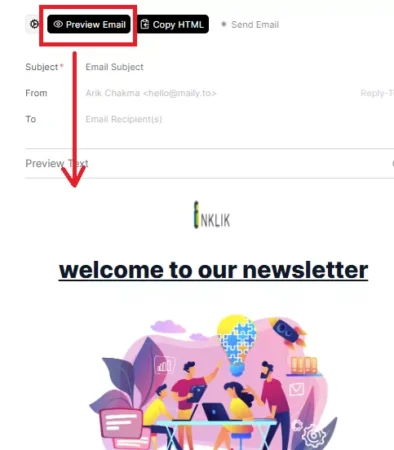 Preview Email Copy HTML Send Email
Subject* Email Subject
From Arik Chakma <hello@maily.to> Reply-T
To Email Recipient(s)
Preview Text
iNKLIK
welcome to our newsletter